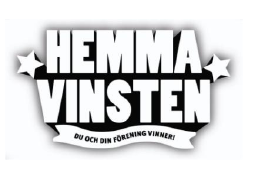 HEMMA
VINSTEN
DU OCH DIN FÖRENING VINNER!